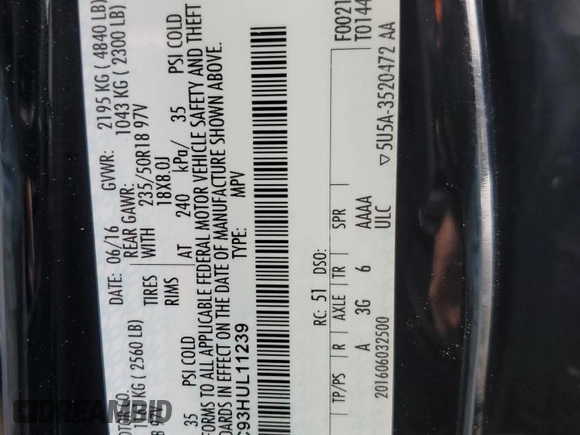 DATE: 06/16 GVWR: 2195 KG ( 4840 LB)
REAR GAWR: 1043 KG ( 2300 LB)
KG ( 2560 LB) WITH 235/50R18 97V
TIRES
RIMS 18X8.0J
35 PSI COLD AT 240 kPa/ 35 PSI COLD
FORMS TO ALL APPLICABLE FEDERAL MOTOR VEHICLE SAFETY AND THEFT
ARDS IN EFFECT ON THE DATE OF MANUFACTURE SHOWN ABOVE.
C93HUL11239 TYPE: MPV
F0021
T0144
RC: 51 DSO:
TP/PS R AXLE TR SPR
A 3G 6 AAAA
ULC
201606032500
▽5U5A-3520472 AA
DREAMBID